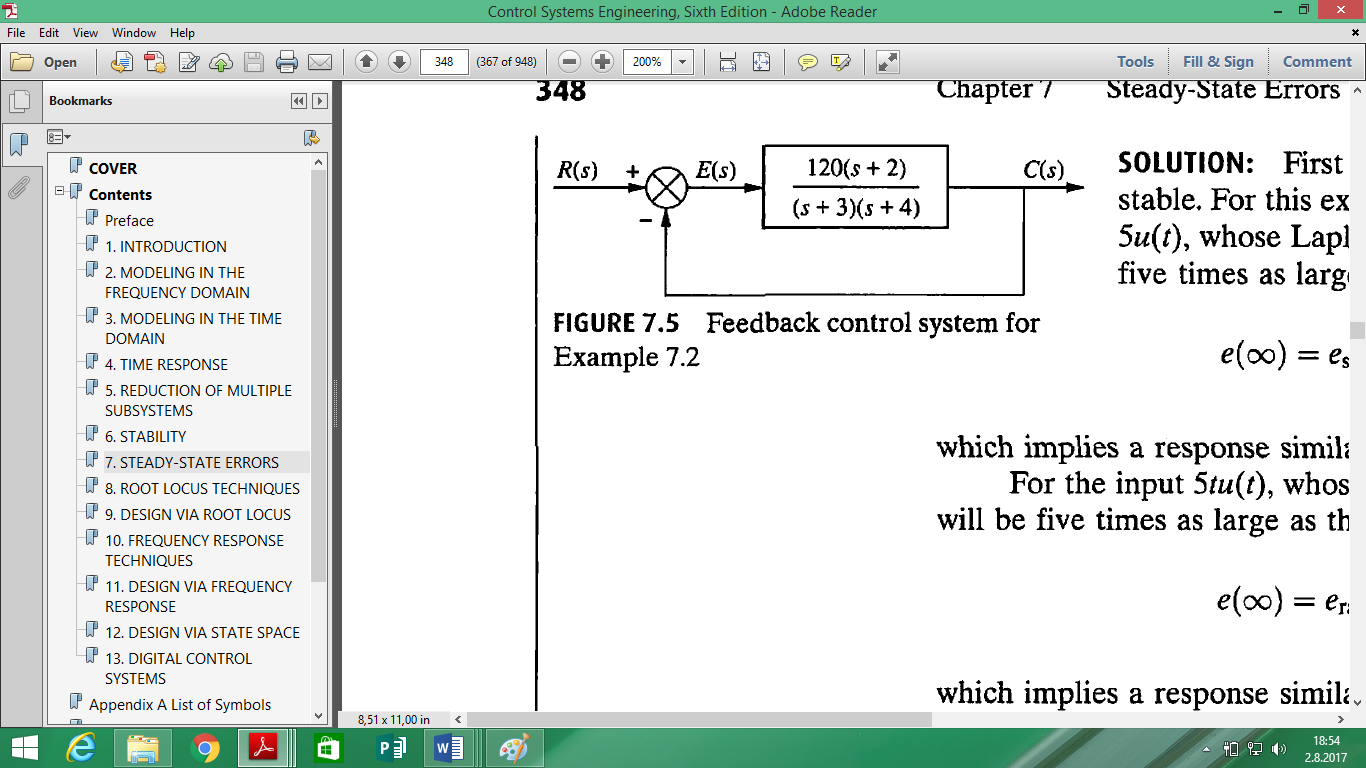 Control Systems Engineering, Sixth Edition - Adobe Reader
File Edit View Window Help
Open
348
(367 of 948)
200%
Tools
Fill & Sign
Comment
Bookmarks
COVER
Contents
Preface
1. INTRODUCTION
2. MODELING IN THE
FREQUENCY DOMAIN
3. MODELING IN THE TIME
DOMAIN
4. TIME RESPONSE
5. REDUCTION OF MULTIPLE
SUBSYSTEMS
6. STABILITY
7. STEADY-STATE ERRORS
8. ROOT LOCUS TECHNIQUES
9. DESIGN VIA ROOT LOCUS
10. FREQUENCY RESPONSE
TECHNIQUES
11. DESIGN VIA FREQUENCY
RESPONSE
12. DESIGN VIA STATE SPACE
13. DIGITAL CONTROL
SYSTEMS
Appendix A List of Symbols
348
Chapter 7 Steady-State Errors
R(s)
+
−
E(s)
120(s + 2)
(s + 3)(s + 4)
C(s)
FIGURE 7.5 Feedback control system for
Example 7.2
SOLUTION: First
stable. For this ex
5u(t), whose Lapl
five times as larg
e(∞) = es
which implies a response simila
For the input 5tu(t), whos
will be five times as large as th
e(∞) = era
which implies a response simila
8,51 x 11,00 in
18:54
2.8.2017